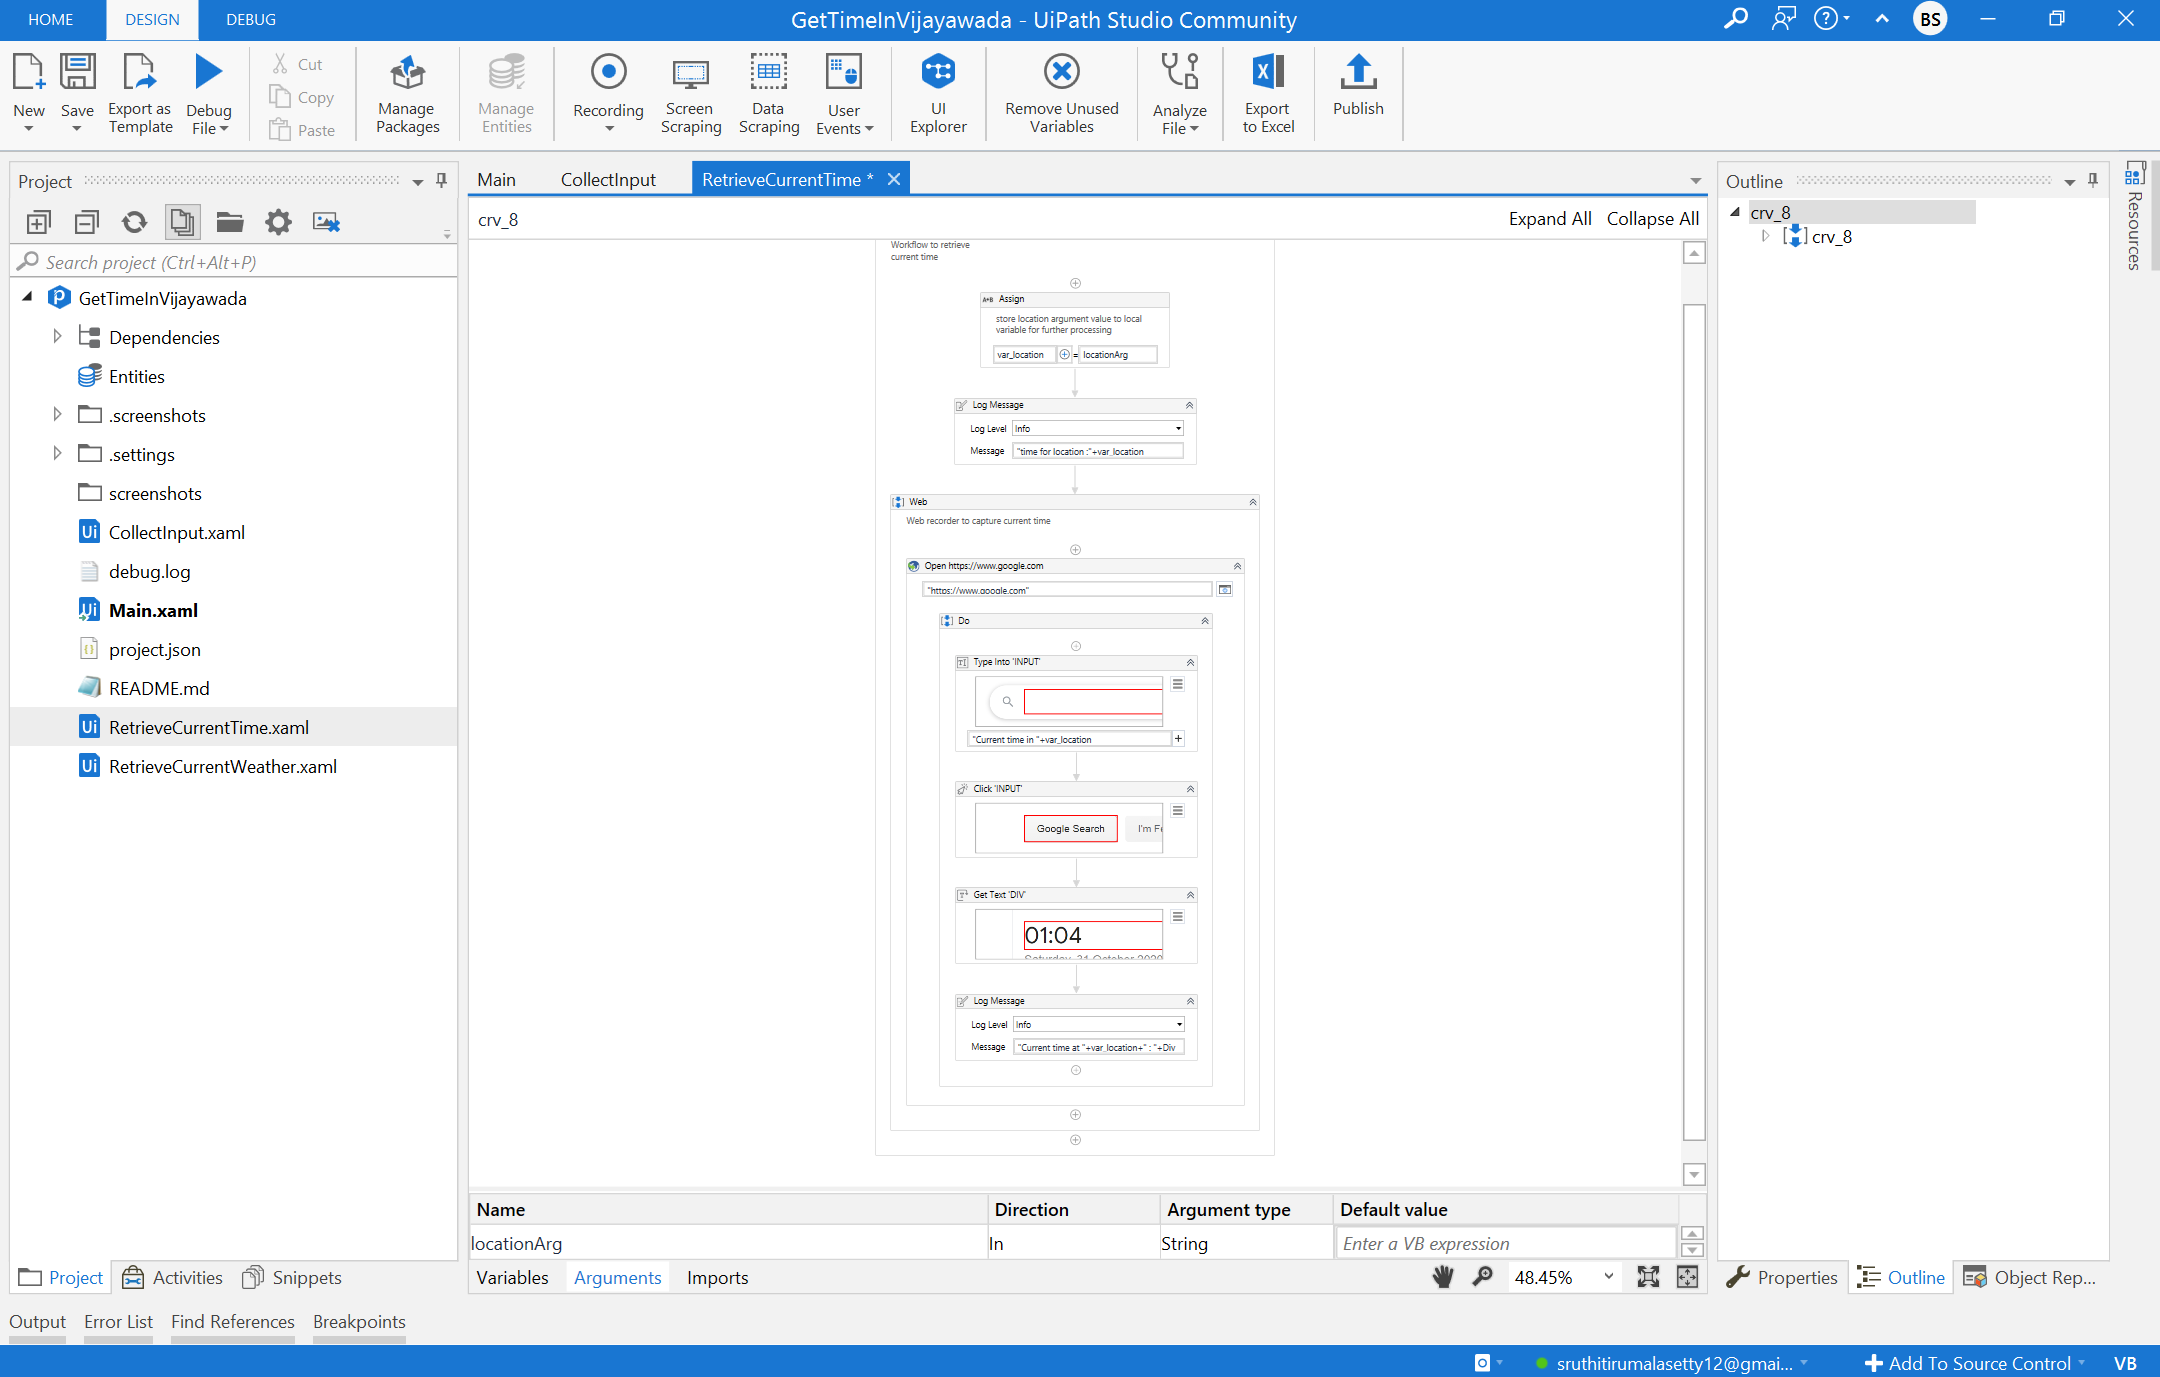 HOME
DESIGN
DEBUG
GetTimeInVijayawada - UiPath Studio Community
BS
New
Save
Export as Template
Debug File
Cut
Copy
Paste
Manage Packages
Manage Entities
Recording
Screen Scraping
Data Scraping
User Events
UI Explorer
Remove Unused Variables
Analyze File
Export to Excel
Publish
Project
Search project (Ctrl+Alt+P)
GetTimeInVijayawada
Dependencies
Entities
.screenshots
.settings
screenshots
CollectInput.xaml
debug.log
Main.xaml
project.json
README.md
RetrieveCurrentTime.xaml
RetrieveCurrentWeather.xaml
Project
Activities
Snippets
Main
CollectInput
RetrieveCurrentTime *
crv_8
Expand All
Collapse All
Workflow to retrieve
current time
A+B Assign
store location argument value to local
variable for further processing
var_location = locationArg
Log Message
Log Level Info
Message "time for location :"+var_location
Web
Web recorder to capture current time
Open https://www.google.com
"https://www.google.com"
Do
Type Into 'INPUT'
"Current time in "+var_location
Click 'INPUT'
Google Search
I'm Fe
Get Text 'DIV'
01:04
Saturday, 31 October 2020
Log Message
Log Level Info
Message "Current time at "+var_location+" : "+Div
Name Direction Argument type Default value
locationArg In String Enter a VB expression
Variables
Arguments
Imports
48.45%
Outline
crv_8
crv_8
Resources
Properties
Outline
Object Rep...
Output
Error List
Find References
Breakpoints
sruthitirumalasetty12@gmai...
Add To Source Control
VB